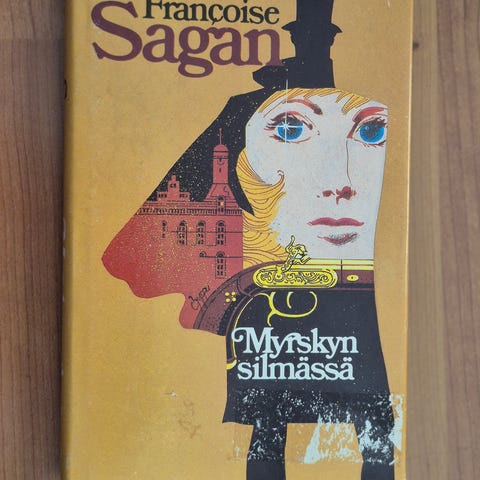 Françoise
Sagan
Myrskyn
silmässä